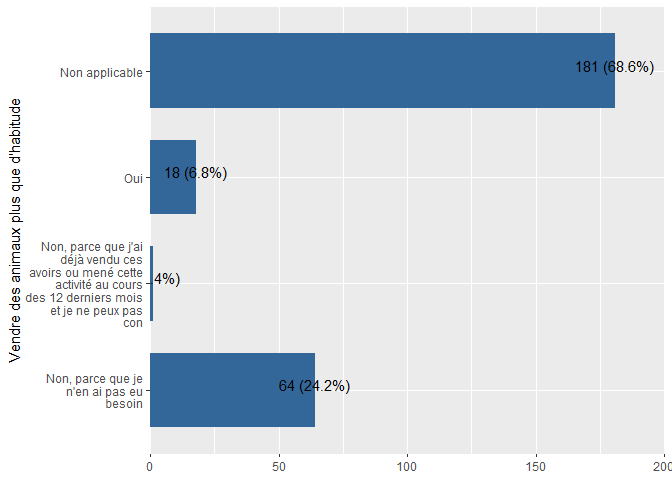 Vendre des animaux plus que d'habitude
Non applicable
181 (68.6%)
Oui
18 (6.8%)
Non, parce que j'ai
déjà vendu ces
avoirs ou mené cette
activité au cours
des 12 derniers mois
et je ne peux pas
con
4%)
Non, parce que je
n'en ai pas eu
besoin
64 (24.2%)
0
50
100
150
200